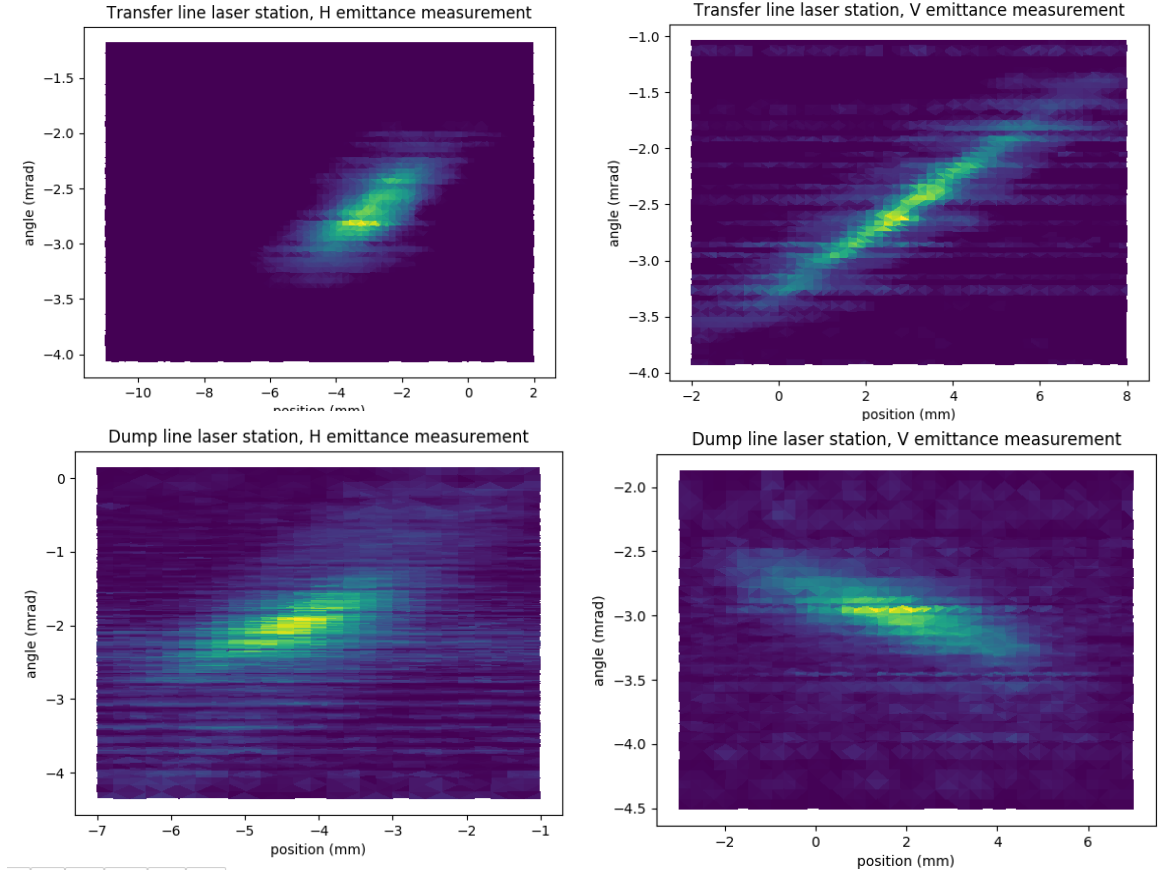 Transfer line laser station, H emittance measurement
−1.5
−2.0
−2.5
−3.0
−3.5
−4.0
angle (mrad)
−10 −8 −6 −4 −2 0 2
position (mm)
Transfer line laser station, V emittance measurement
−1.0
−1.5
−2.0
−2.5
−3.0
−3.5
−4.0
angle (mrad)
−2 0 2 4 6 8
position (mm)
Dump line laser station, H emittance measurement
0
−1
−2
−3
−4
angle (mrad)
−7 −6 −5 −4 −3 −2 −1
position (mm)
Dump line laser station, V emittance measurement
−2.0
−2.5
−3.0
−3.5
−4.0
−4.5
angle (mrad)
−2 0 2 4 6
position (mm)